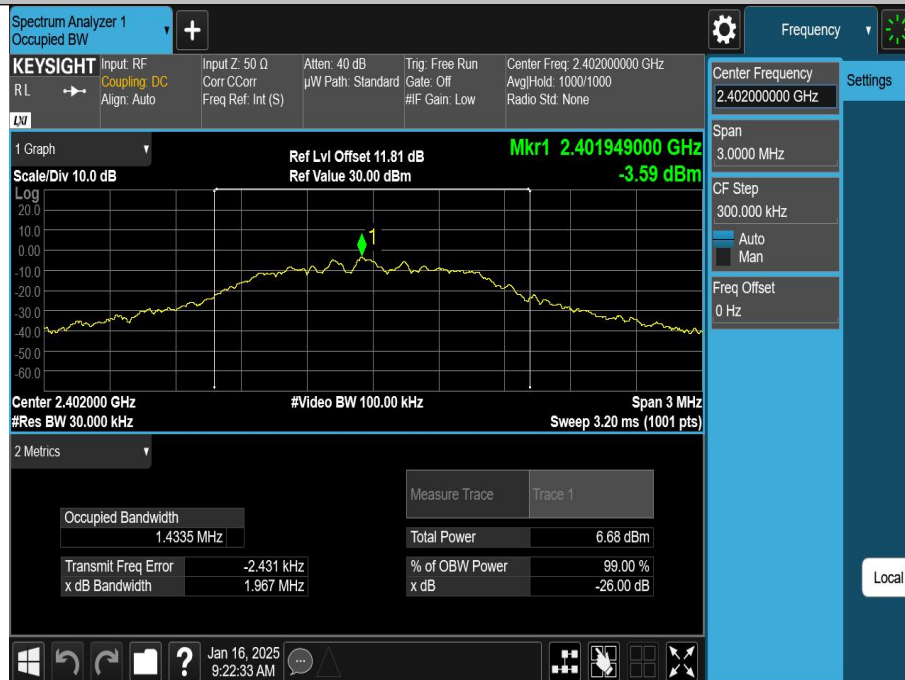 Spectrum Analyzer 1
Occupied BW
Frequency
KEYSIGHT
RL
LXI
Input: RF
Coupling: DC
Align: Auto
Input Z: 50 Ω
Corr CCorr
Freq Ref: Int (S)
Atten: 40 dB
µW Path: Standard
Trig: Free Run
Gate: Off
#IF Gain: Low
Center Freq: 2.402000000 GHz
Avg|Hold: 1000/1000
Radio Std: None
Center Frequency
2.402000000 GHz
Settings
Span
3.0000 MHz
CF Step
300.000 kHz
Auto
Man
Freq Offset
0 Hz
Local
1 Graph
Scale/Div 10.0 dB
Ref Lvl Offset 11.81 dB
Ref Value 30.00 dBm
Mkr1 2.401949000 GHz
-3.59 dBm
Log
20.0
10.0
0.00
-10.0
-20.0
-30.0
-40.0
-50.0
-60.0
1
Center 2.402000 GHz
#Video BW 100.00 kHz
Span 3 MHz
#Res BW 30.000 kHz
Sweep 3.20 ms (1001 pts)
2 Metrics
Measure Trace Trace 1
Occupied Bandwidth
1.4335 MHz
Total Power 6.68 dBm
Transmit Freq Error -2.431 kHz
% of OBW Power 99.00 %
x dB Bandwidth 1.967 MHz
x dB -26.00 dB
?
Jan 16, 2025
9:22:33 AM